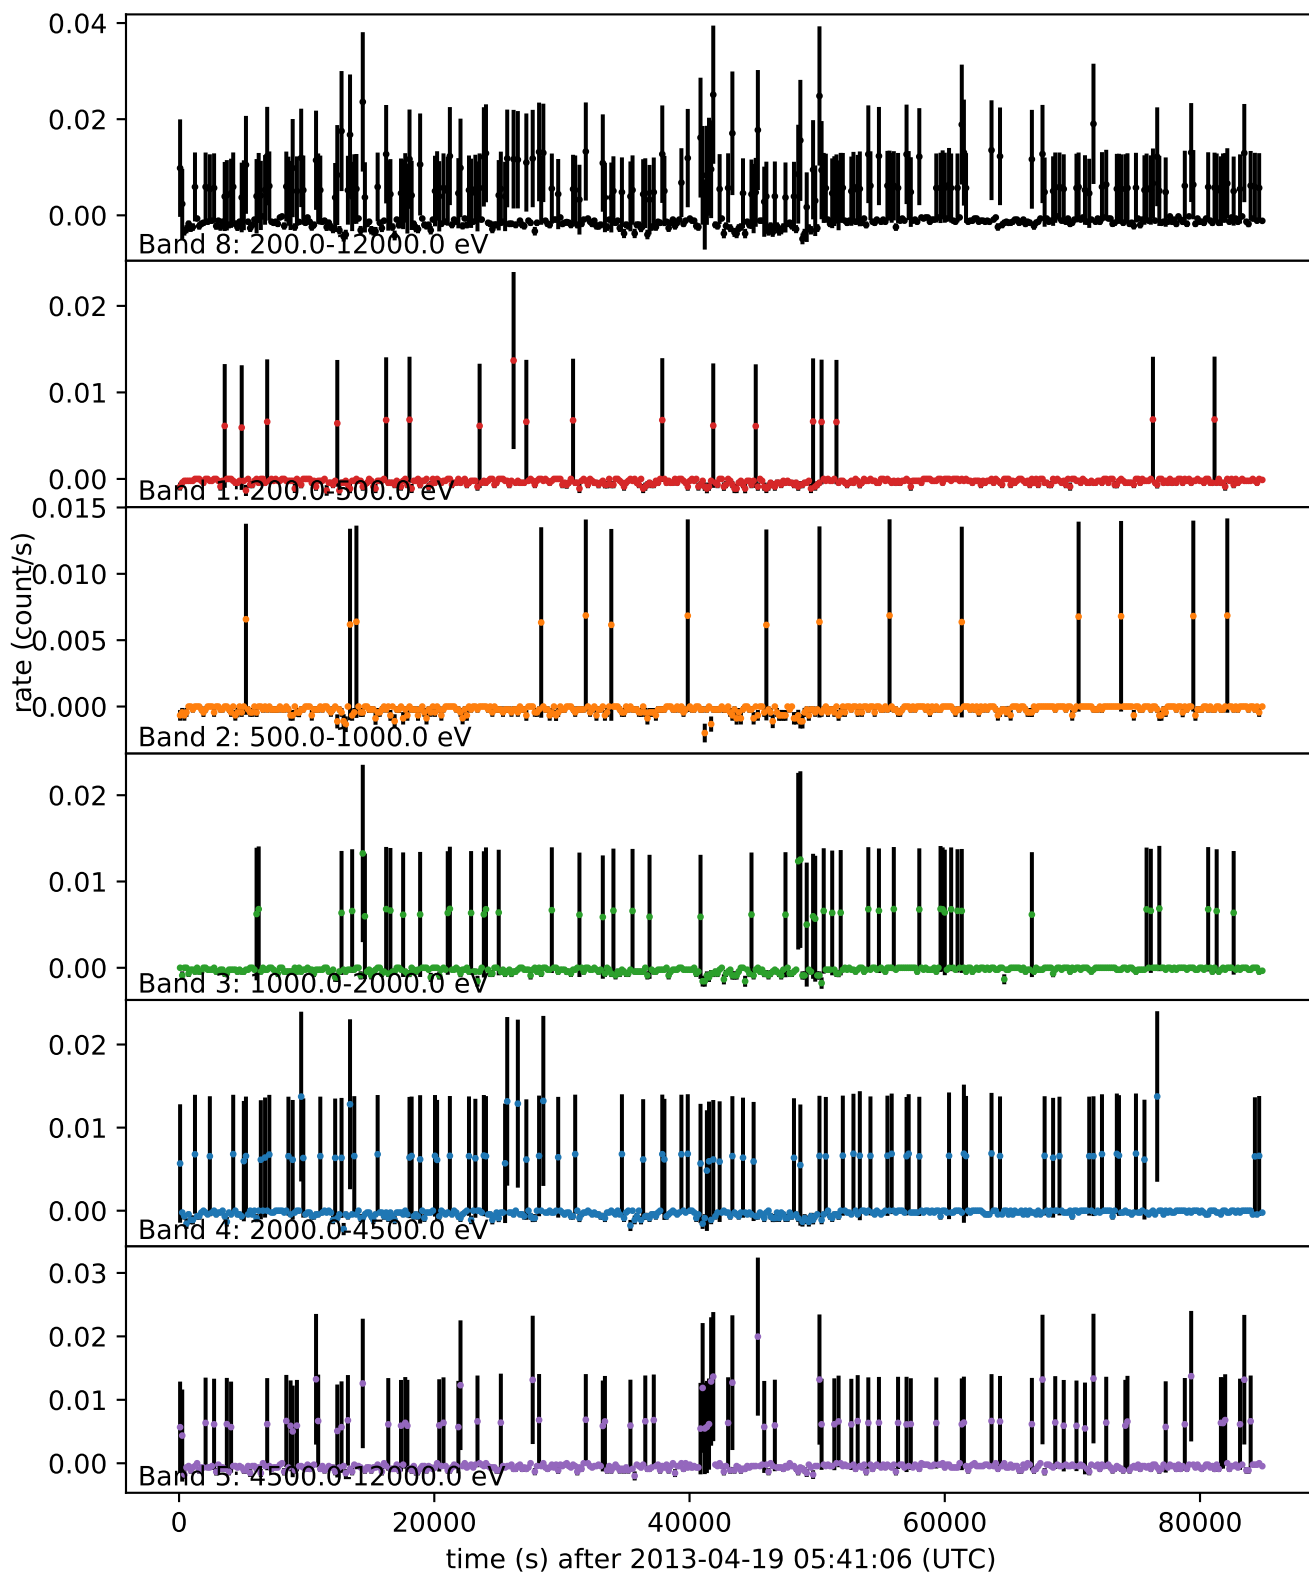 0.04
0.02
0.00
Band 8: 200.0-12000.0 eV
0.02
0.01
0.00
Band 1: 200.0-500.0 eV
0.015
0.010
0.005
0.000
Band 2: 500.0-1000.0 eV
rate (count/s)
0.02
0.01
0.00
Band 3: 1000.0-2000.0 eV
0.02
0.01
0.00
Band 4: 2000.0-4500.0 eV
0.03
0.02
0.01
0.00
Band 5: 4500.0-12000.0 eV
0 20000 40000 60000 80000
time (s) after 2013-04-19 05:41:06 (UTC)